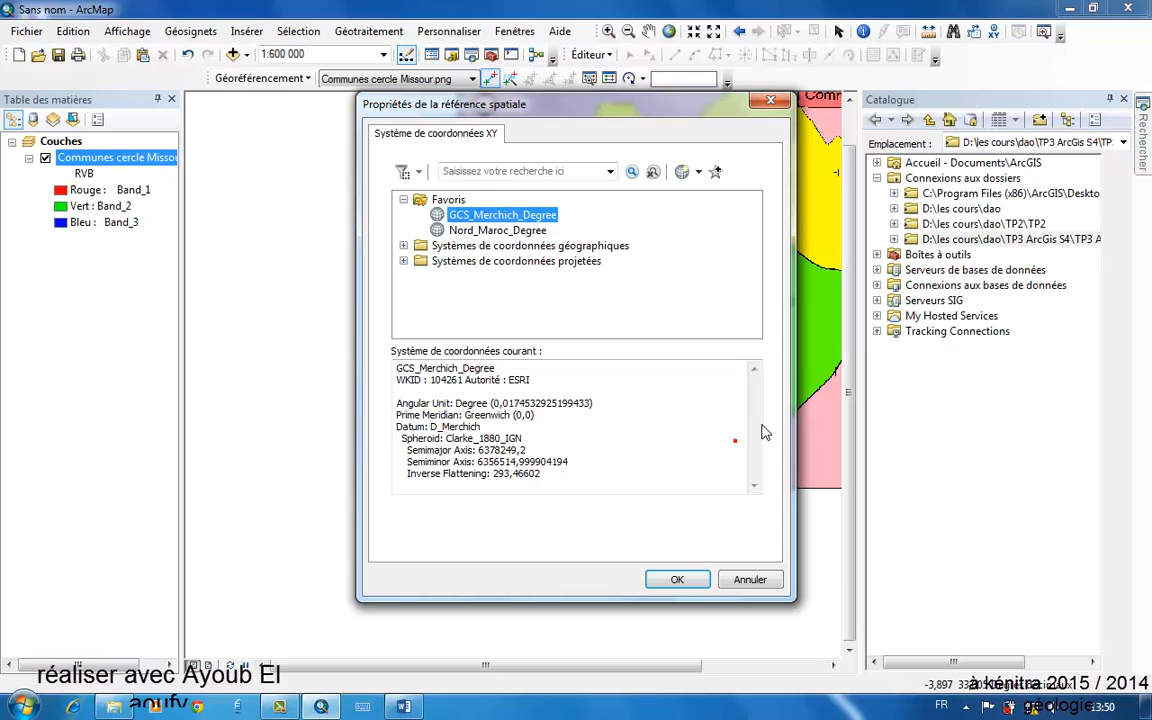 Sans nom - ArcMap
Fichier Edition Affichage Géosignets Insérer Sélection Géotraitement Personnaliser Fenêtres Aide
1:600 000
Éditeur
Géoréférencement
Communes cercle Missour.png
Table des matières
Couches
Communes cercle Missou
RVB
Rouge : Band_1
Vert : Band_2
Bleu : Band_3
Propriétés de la référence spatiale
Système de coordonnées XY
Saisissez votre recherche ici
Favoris
GCS_Merchich_Degree
Nord_Maroc_Degree
Systèmes de coordonnées géographiques
Systèmes de coordonnées projetées
Système de coordonnées courant :
GCS_Merchich_Degree
WKID : 104261 Autorité : ESRI
Angular Unit: Degree (0,0174532925199433)
Prime Meridian: Greenwich (0,0)
Datum: D_Merchich
Spheroid: Clarke_1880_IGN
Semimajor Axis: 6378249,2
Semiminor Axis: 6356514,999904194
Inverse Flattening: 293,46602
OK
Annuler
Comm
Catalogue
Emplacement :
D:\les cours\dao\TP3 ArcGis S4\TP3
Accueil - Documents\ArcGIS
Connexions aux dossiers
C:\Program Files (x86)\ArcGIS\Deskto
D:\les cours\dao
D:\les cours\dao\TP2\TP2
D:\les cours\dao\TP3 ArcGis S4\TP3 A
Boîtes à outils
Serveurs de bases de données
Connexions aux bases de données
Serveurs SIG
My Hosted Services
Tracking Connections
Rechercher
réaliser avec Ayoub El
à kénitra 2015 / 2014
géologie
FR
13:50